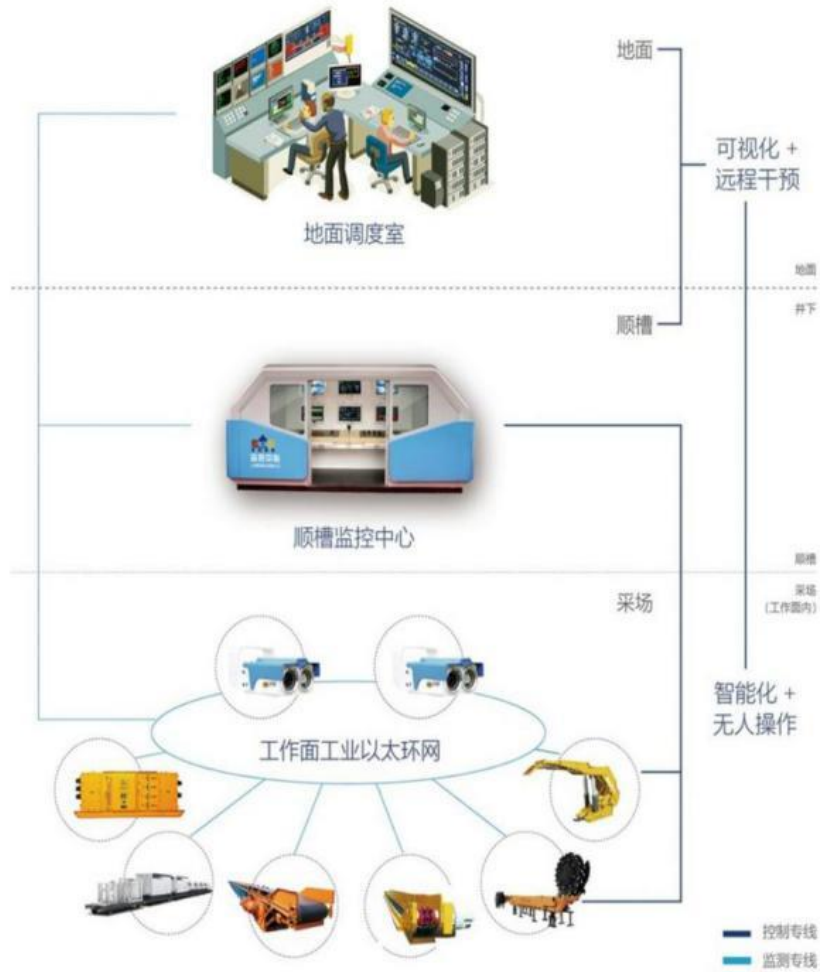 地面
可视化 +
远程干预
地面调度室
地面
井下
顺槽
顺槽监控中心
顺槽
采场
采场
(工作面内)
智能化 +
无人操作
工作面工业以太环网
控制专线
监测专线